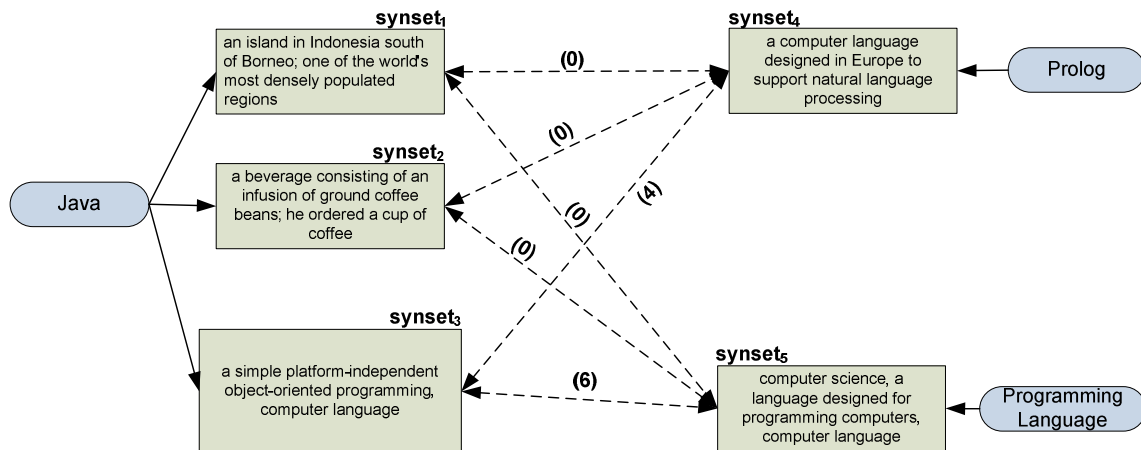 synset1
an island in Indonesia south
of Borneo; one of the world's
most densely populated
regions
synset4
a computer language
designed in Europe to
support natural language
processing
Prolog
(0)
(0)
(4)
synset2
a beverage consisting of an
infusion of ground coffee
beans; he ordered a cup of
coffee
Java
(0)
(0)
synset3
a simple platform-independent
object-oriented programming,
computer language
(6)
synset5
computer science, a
language designed for
programming computers,
computer language
Programming
Language